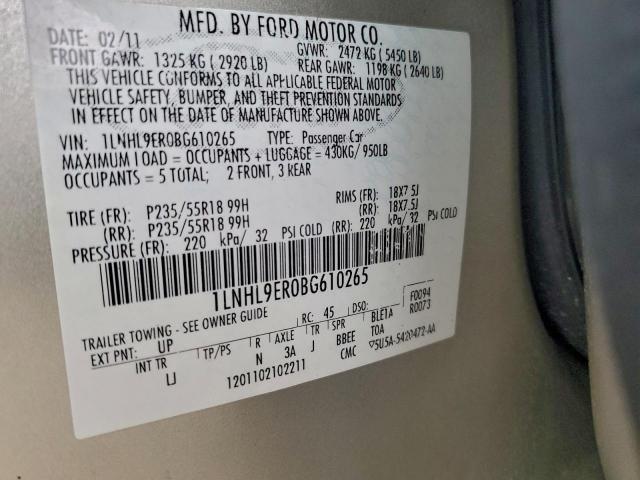 MFD. BY FORD MOTOR CO.
DATE: 02/11 GVWR: 2472 KG ( 5450 LB)
FRONT GAWR: 1325 KG ( 2920 LB) REAR GAWR: 1198 KG ( 2640 LB)
THIS VEHICLE CONFORMS TO ALL APPLICABLE FEDERAL MOTOR
VEHICLE SAFETY, BUMPER, AND THEFT PREVENTION STANDARDS
IN EFFECT ON THE DATE OF MANUFACTURE SHOWN ABOVE.
VIN: 1LNHL9ER0BG610265 TYPE: Passenger Car
MAXIMUM LOAD = OCCUPANTS + LUGGAGE = 430KG/950LB
OCCUPANTS = 5 TOTAL; 2 FRONT, 3 REAR
TIRE (FR): P235/55R18 99H RIMS (FR): 18X7.5J
(RR): P235/55R18 99H (RR): 18X7.5J
PRESSURE (FR): 220 kPa/ 32 PSI COLD (RR): 220 kPa/ 32 PSI COLD
1LNHL9ER0BG610265
TRAILER TOWING - SEE OWNER GUIDE
RC: 45 DSO: F0094
R0073
EXT PNT: UP
INT TR TP/PS R AXLE TR SPR BLETA
IJ N 3A J BBEE TOA
CMC 5U5A-5420472-AA
1201102102211